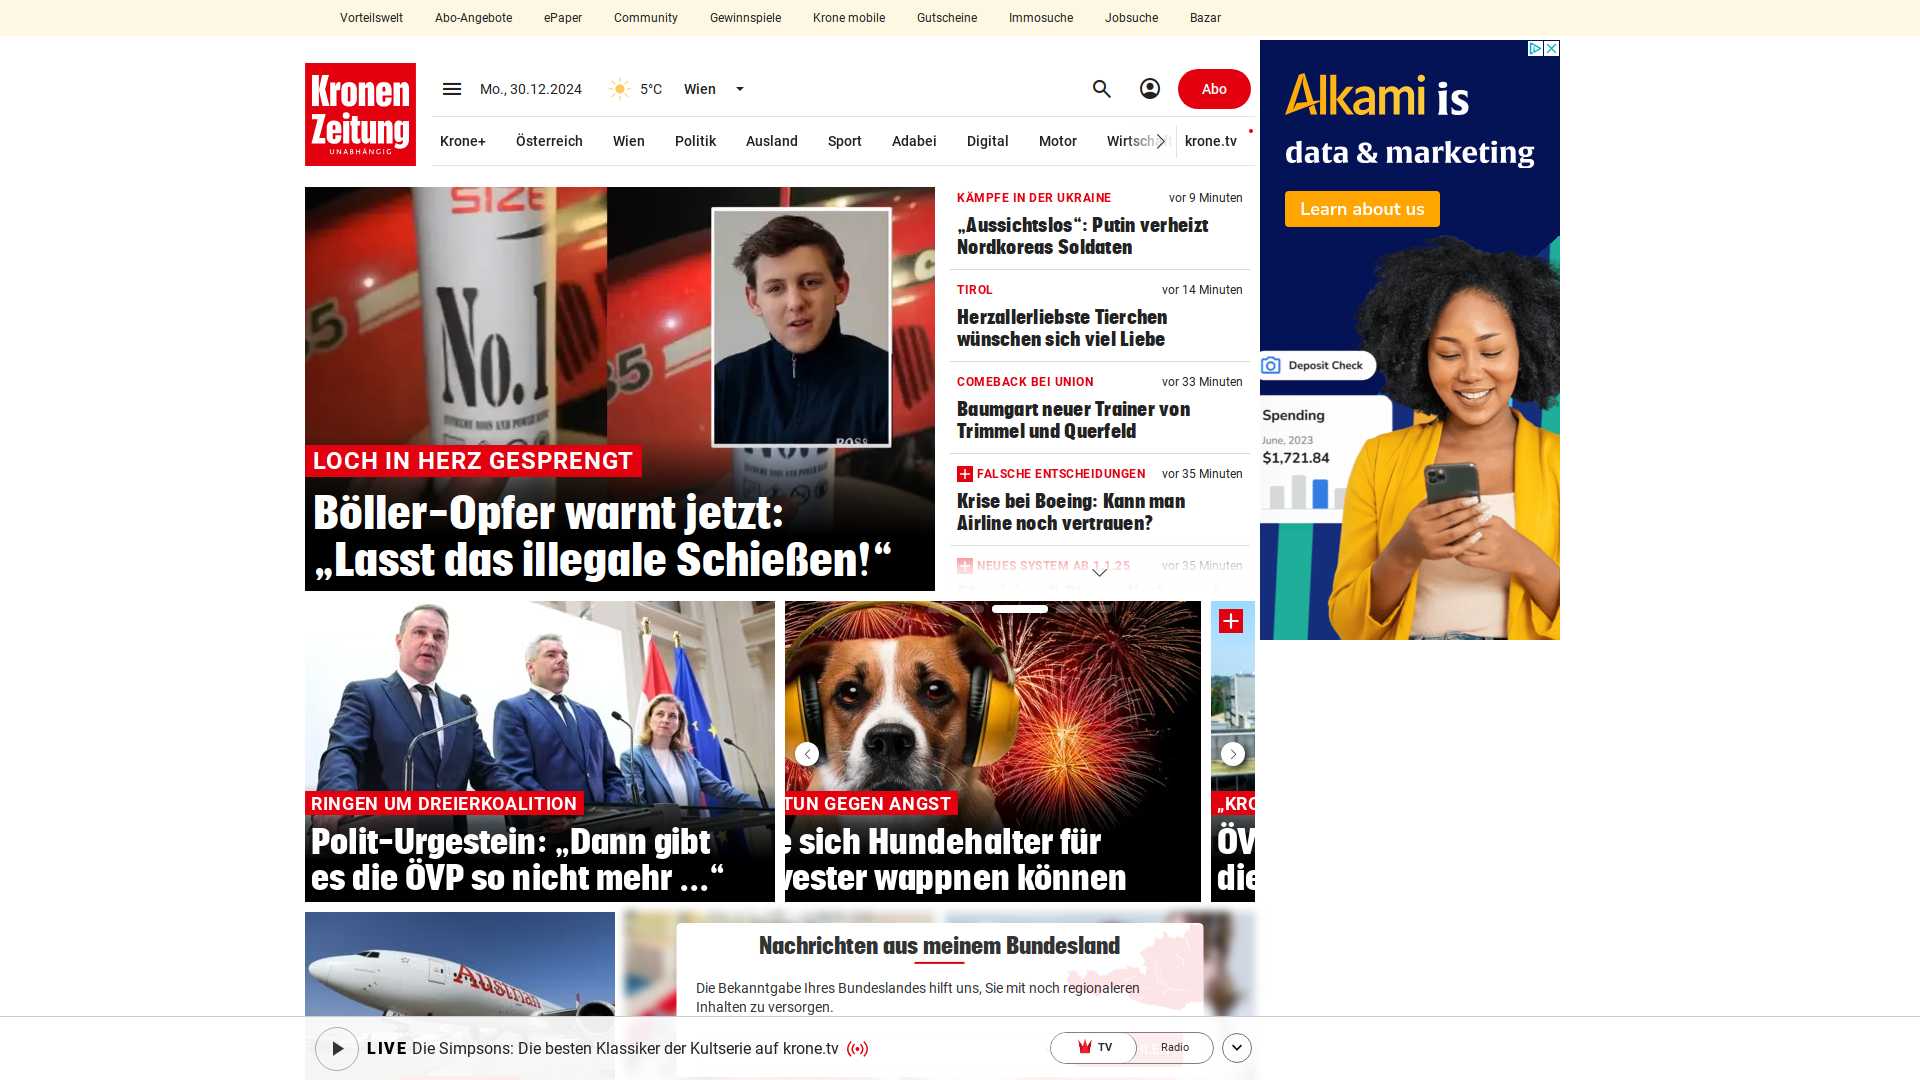 Vorteilswelt Abo-Angebote ePaper Community Gewinnspiele Krone mobile Gutscheine Immosuche Jobsuche Bazar
Kronen
Zeitung
UNABHÄNGIG
Mo., 30.12.2024 5°C Wien
Abo
Krone+ Österreich Wien Politik Ausland Sport Adabei Digital Motor Wirtschaft krone.tv
SIZE
No.1
LOCH IN HERZ GESPRENGT
Böller-Opfer warnt jetzt:
„Lasst das illegale Schießen!“
KÄMPFE IN DER UKRAINE vor 9 Minuten
„Aussichtslos“: Putin verheizt
Nordkoreas Soldaten
TIROL vor 14 Minuten
Herzallerliebste Tierchen
wünschen sich viel Liebe
COMEBACK BEI UNION vor 33 Minuten
Baumgart neuer Trainer von
Trimmel und Querfeld
FALSCHE ENTSCHEIDUNGEN vor 35 Minuten
Krise bei Boeing: Kann man
Airline noch vertrauen?
NEUES SYSTEM AB 1.1.25 vor 35 Minuten
Alkami is
data & marketing
Learn about us
Deposit Check
Spending
June, 2023
$1,721.84
RINGEN UM DREIERKOALITION
Polit-Urgestein: „Dann gibt
es die ÖVP so nicht mehr ...“
TUN GEGEN ANGST
sich Hundehalter für
vester wappnen können
„KRO
ÖV
die
Austrian
Nachrichten aus meinem Bundesland
Die Bekanntgabe Ihres Bundeslandes hilft uns, Sie mit noch regionaleren
Inhalten zu versorgen.
LIVE Die Simpsons: Die besten Klassiker der Kultserie auf krone.tv
TV Radio